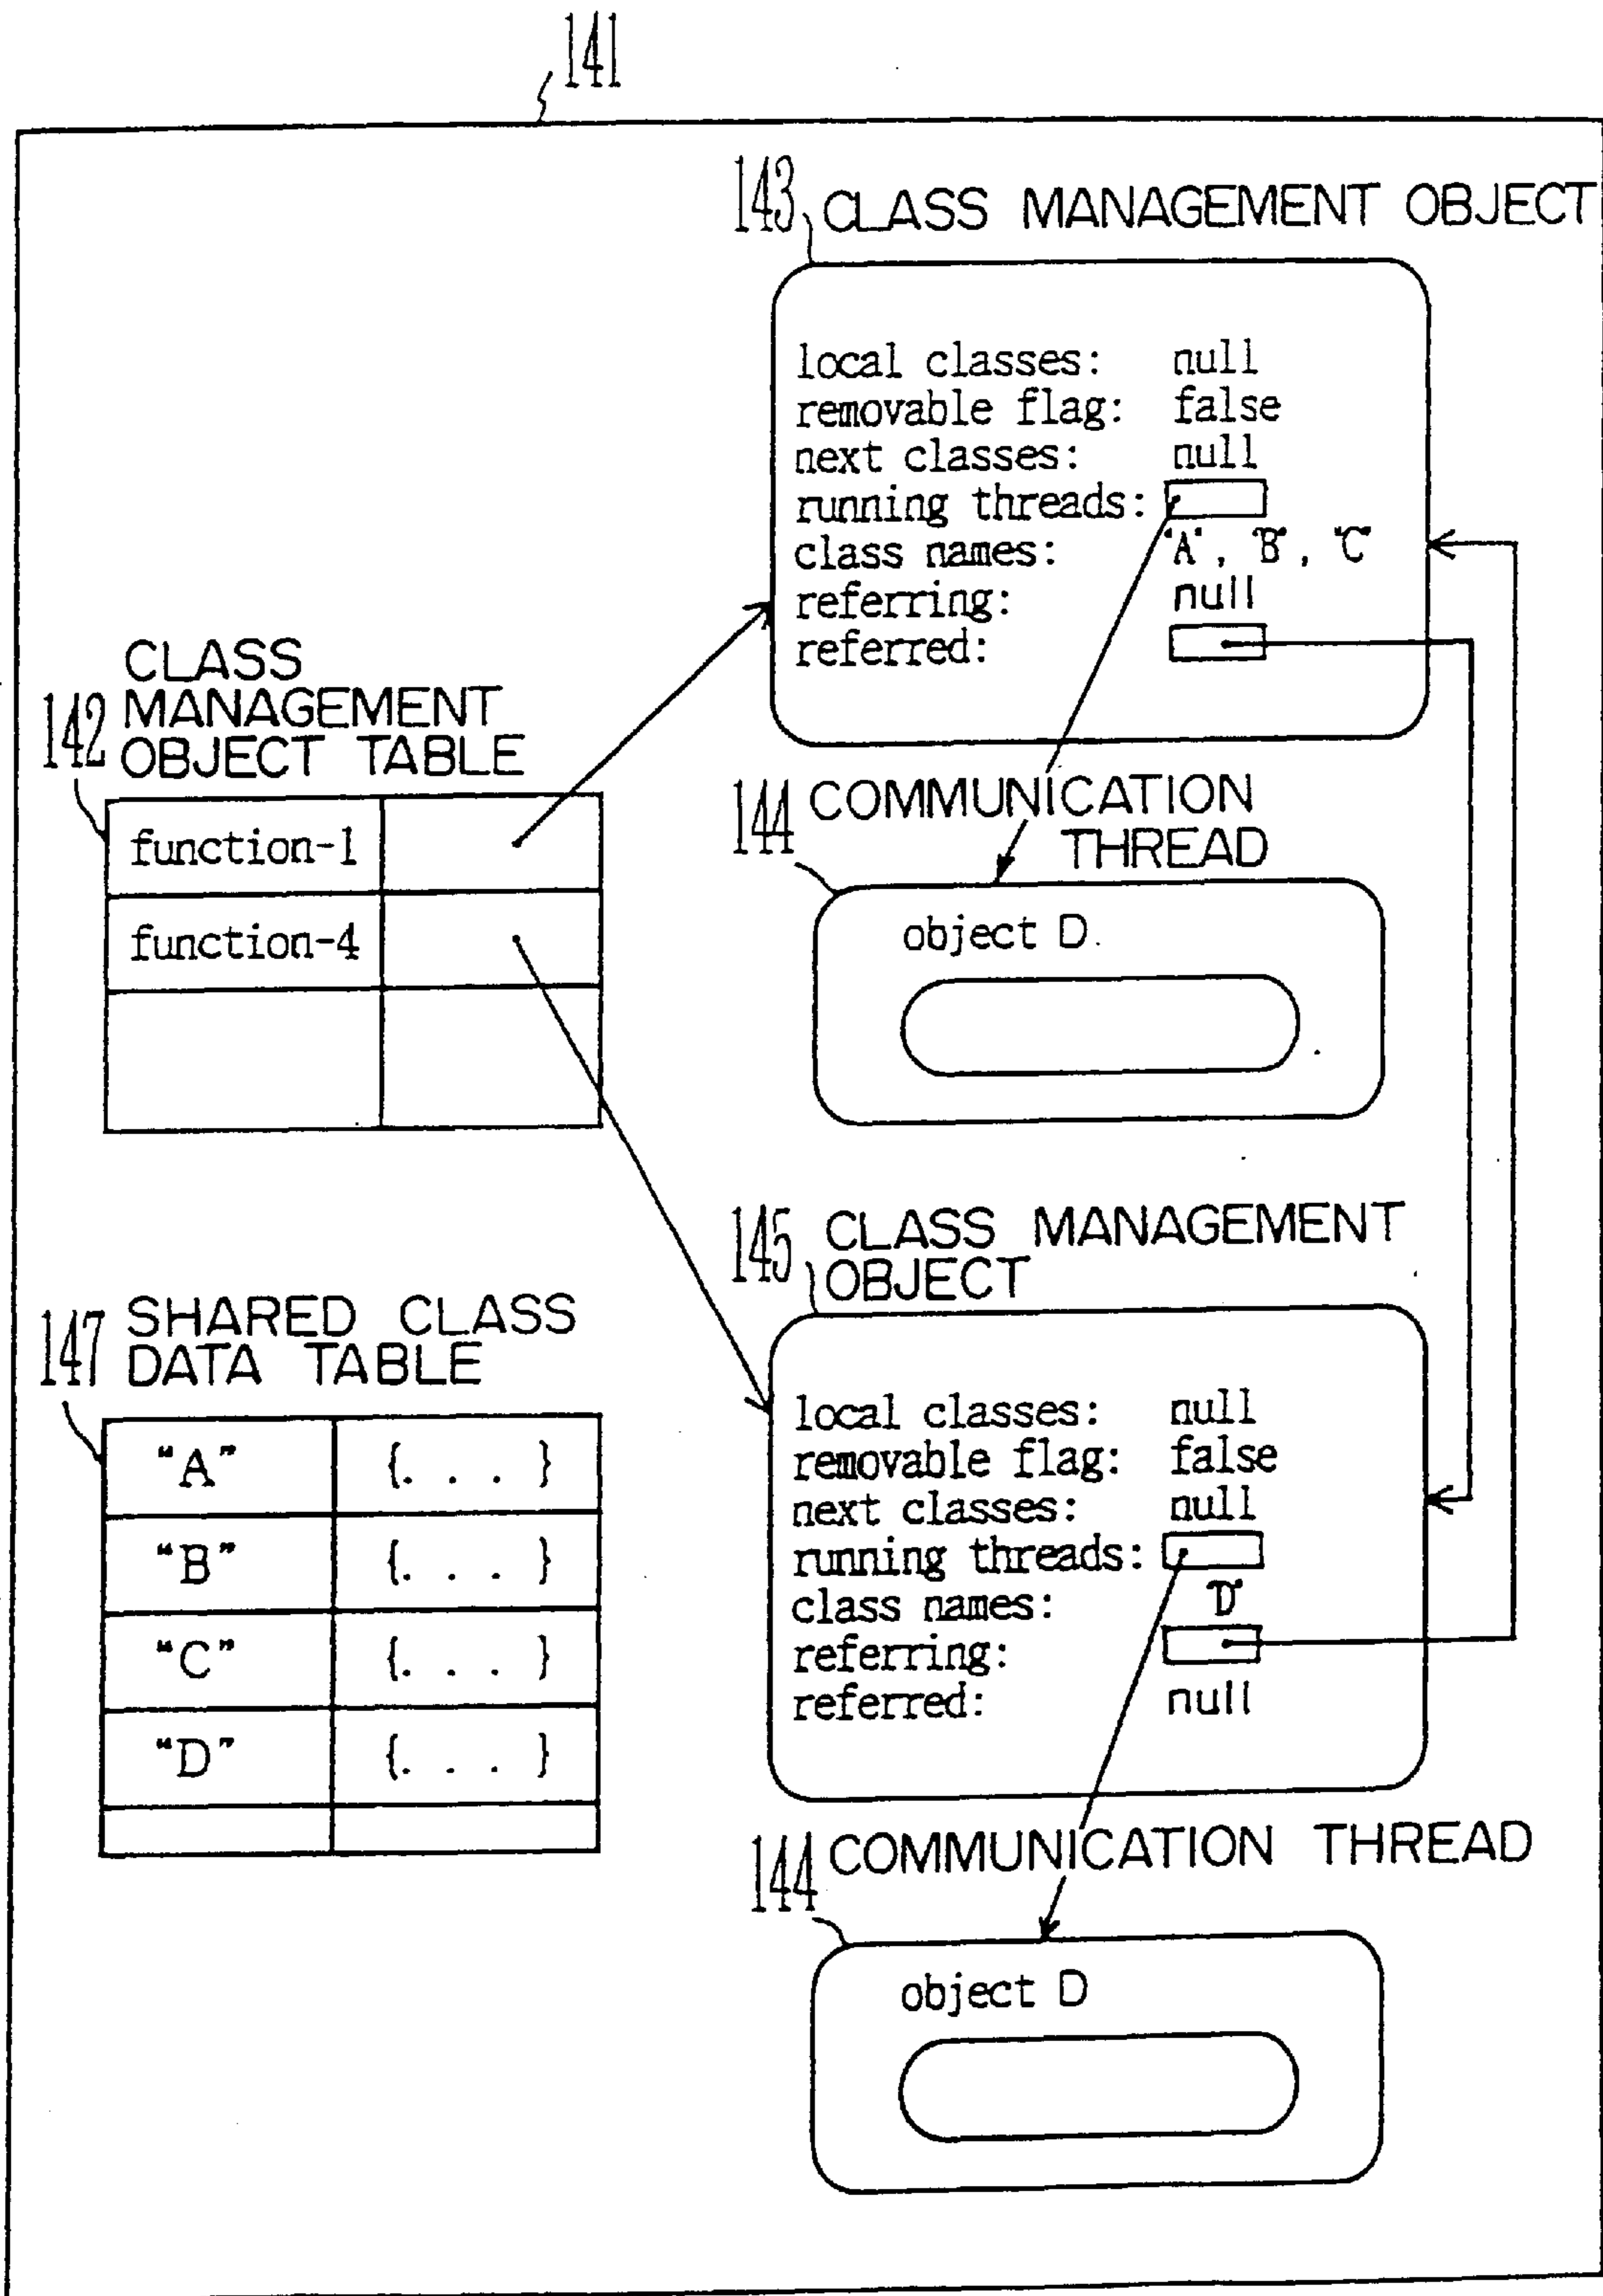 141
143 CLASS MANAGEMENT OBJECT
local classes: null
removable flag: false
next classes: null
running threads:
class names: "A", "B", "C"
referring: null
referred:
142 CLASS
MANAGEMENT
OBJECT TABLE
function-1
function-4
144 COMMUNICATION
THREAD
object D
145 CLASS MANAGEMENT
OBJECT
local classes: null
removable flag: false
next classes: null
running threads:
class names: "D"
referring:
referred: null
147 SHARED CLASS
DATA TABLE
"A" {. . . }
"B" {. . . }
"C" {. . . }
"D" {. . . }
144 COMMUNICATION THREAD
object D